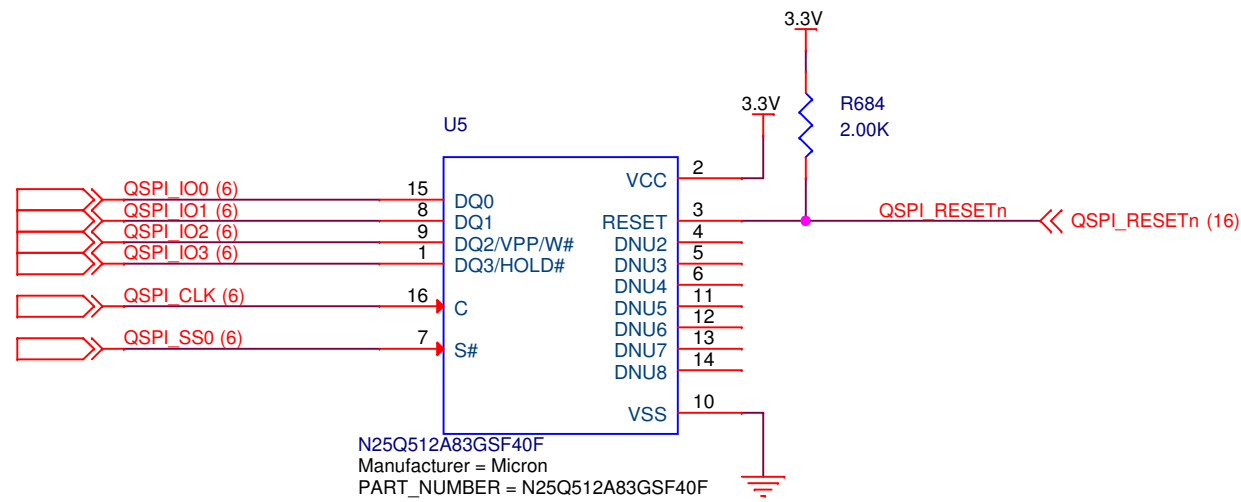 3.3V
R684
2.00K
3.3V
U5
QSPI_IO0 (6)
15
DQ0
QSPI_IO1 (6)
8
DQ1
QSPI_IO2 (6)
9
DQ2/VPP/W#
QSPI_IO3 (6)
1
DQ3/HOLD#
QSPI_CLK (6)
16
C
QSPI_SS0 (6)
7
S#
VCC
2
RESET
3
QSPI_RESETn
QSPI_RESETn (16)
DNU2
4
DNU3
5
DNU4
6
DNU5
11
DNU6
12
DNU7
13
DNU8
14
VSS
10
N25Q512A83GSF40F
Manufacturer = Micron
PART_NUMBER = N25Q512A83GSF40F